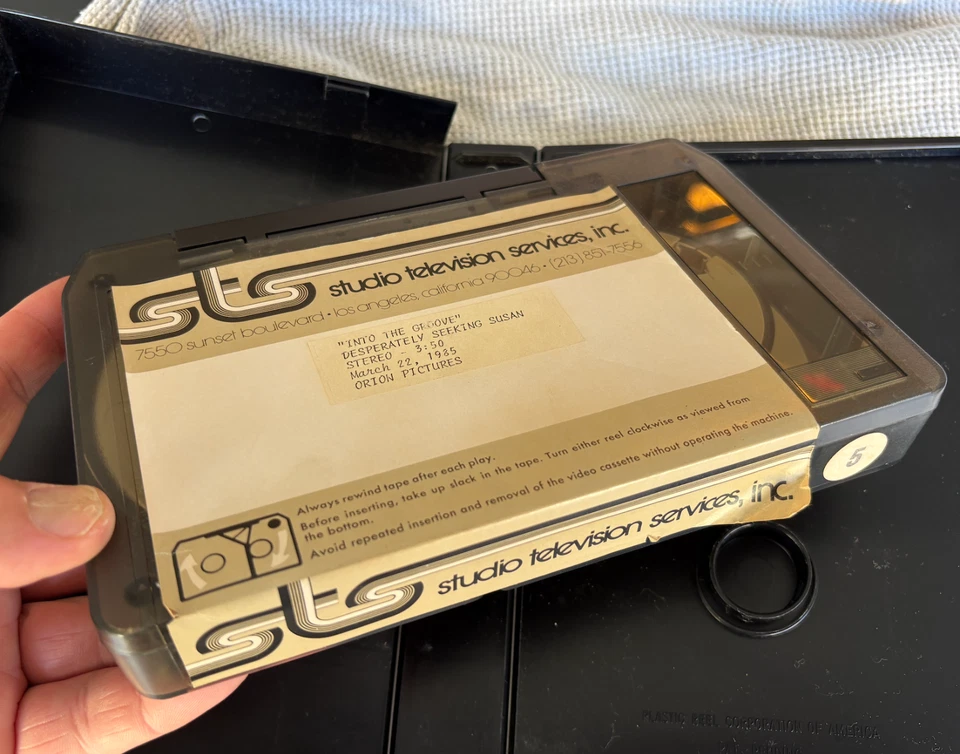 sts studio television services, inc.
7550 sunset boulevard • los angeles, california 90046 • (213) 851-7556
"INTO THE GROOVE"
DESPERATELY SEEKING SUSAN
STEREO - 3:50
March 22, 1985
ORION PICTURES
Always rewind tape after each play.
Before inserting, take up slack in the tape. Turn either reel clockwise as viewed from
the bottom.
Avoid repeated insertion and removal of the video cassette without operating the machine.
sts studio television services, inc.
5
PLASTIC REEL CORPORATION OF AMERICA